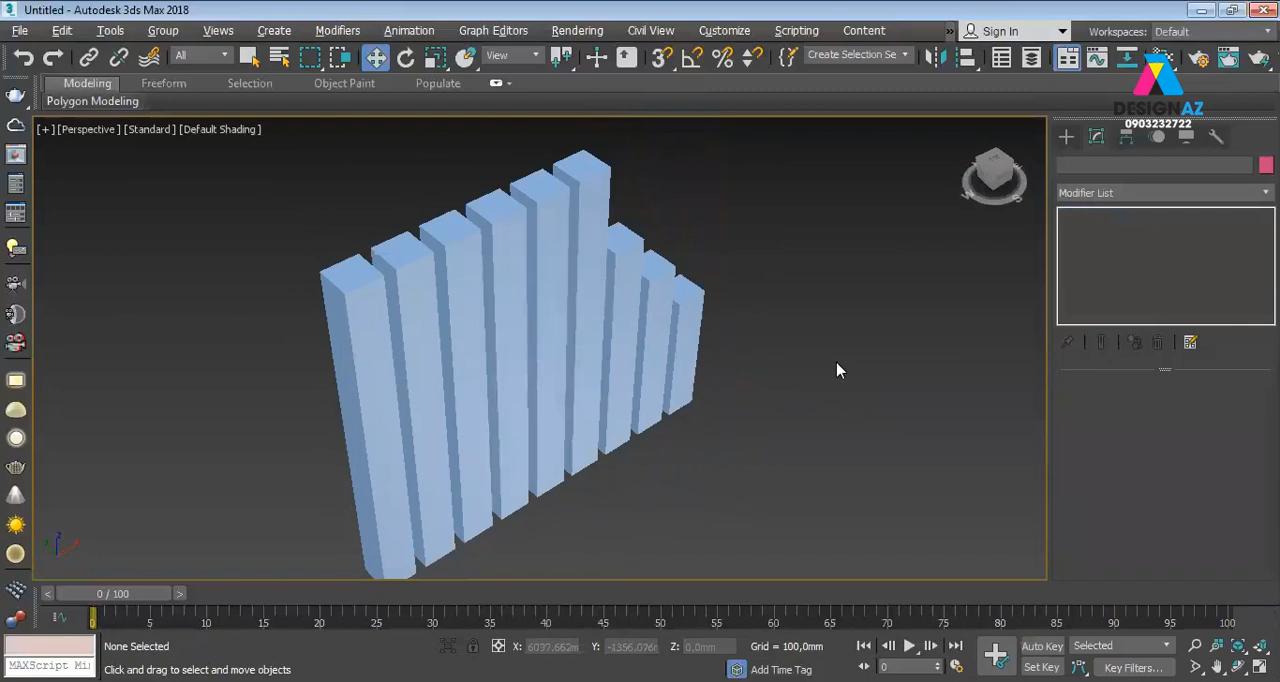 Untitled - Autodesk 3ds Max 2018
File Edit Tools Group Views Create Modifiers Animation Graph Editors Rendering Civil View Customize Scripting Content » Sign In Workspaces: Default
All View Create Selection Se
Modeling Freeform Selection Object Paint Populate
Polygon Modeling
DESIGNAZ
0903232722
[+] [Perspective] [Standard] [Default Shading]
Modifier List
< 0 / 100 >
0 5 10 15 20 25 30 35 40 45 50 55 60 65 70 75 80 85 90 95 100
None Selected X: 6097.662m Y: -1356.076m Z: 0,0mm Grid = 100,0mm Auto Key Selected
MAXScript Mi Click and drag to select and move objects Add Time Tag 0 Set Key Key Filters...